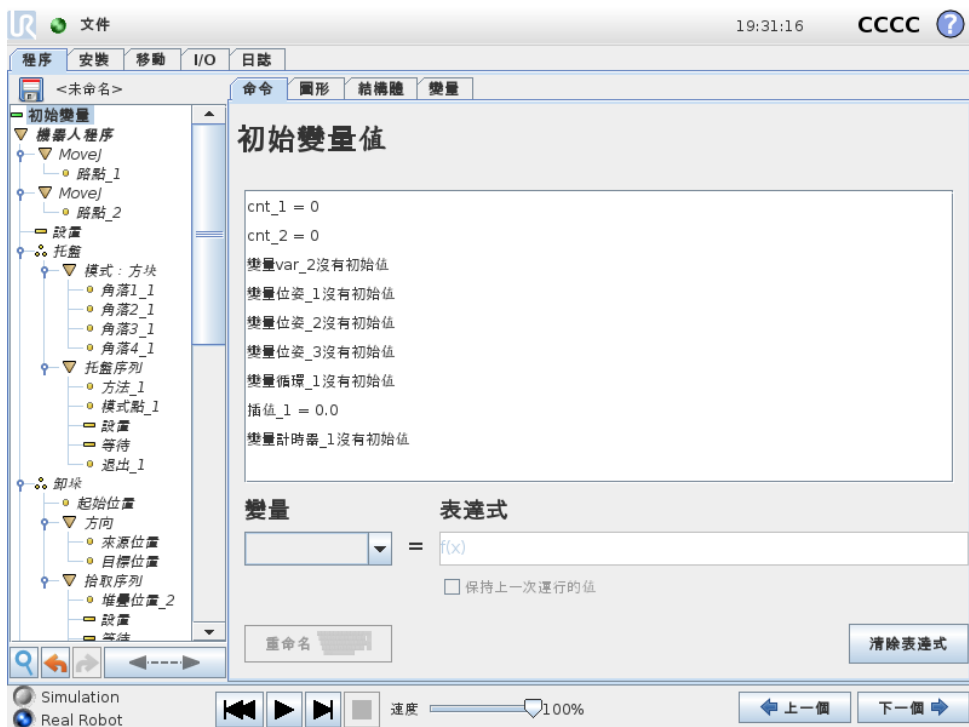 UR 文件 19:31:16 CCCC ?
程序 安裝 移動 I/O 日誌
<未命名>
命令 圖形 結構體 變量
初始變量
機器人程序
MoveJ
路點_1
MoveJ
路點_2
設置
托盤
模式：方块
角落1_1
角落2_1
角落3_1
角落4_1
托盤序列
方法_1
模式點_1
設置
等待
退出_1
卸垛
起始位置
方向
來源位置
目標位置
拾取序列
堆疊位置_2
設置
等待
初始變量值
cnt_1 = 0
cnt_2 = 0
變量var_2沒有初始值
變量位姿_1沒有初始值
變量位姿_2沒有初始值
變量位姿_3沒有初始值
變量循環_1沒有初始值
插值_1 = 0.0
變量計時器_1沒有初始值
變量 表達式
= f(x)
保持上一次運行的值
重命名
清除表達式
Simulation
Real Robot
速度 100%
上一個 下一個